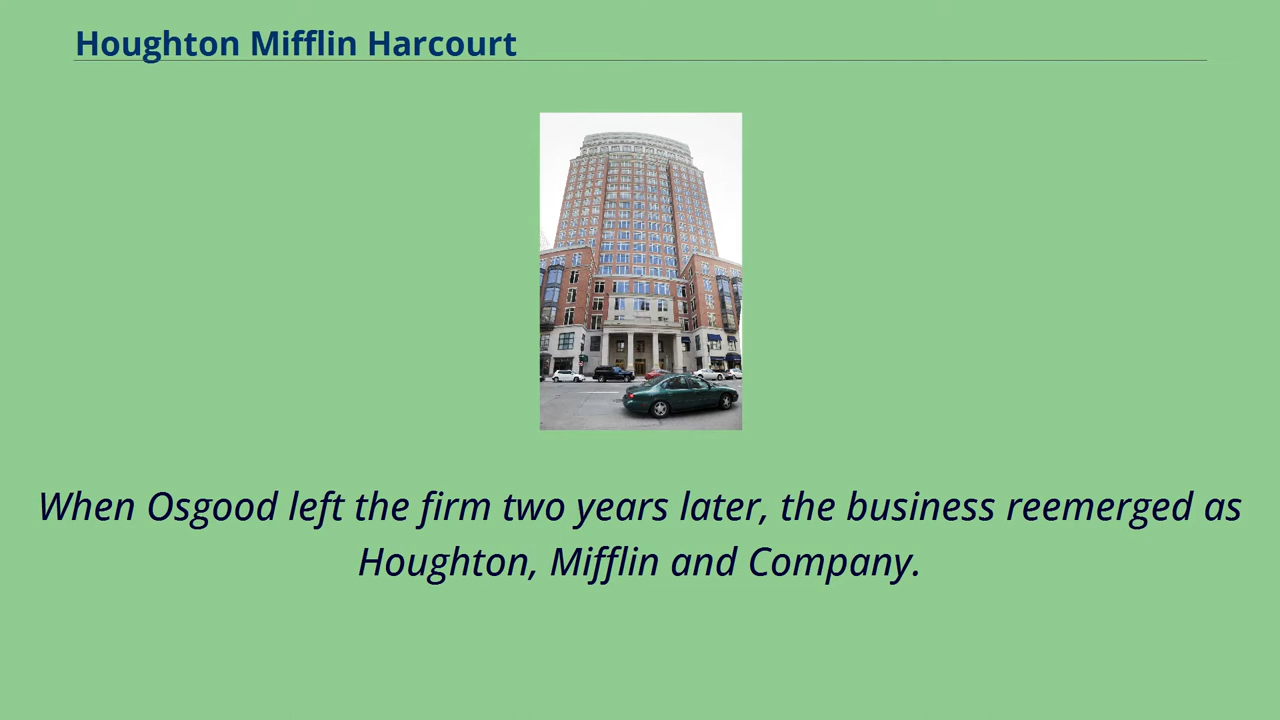 Houghton Mifflin Harcourt
When Osgood left the firm two years later, the business reemerged as
Houghton, Mifflin and Company.